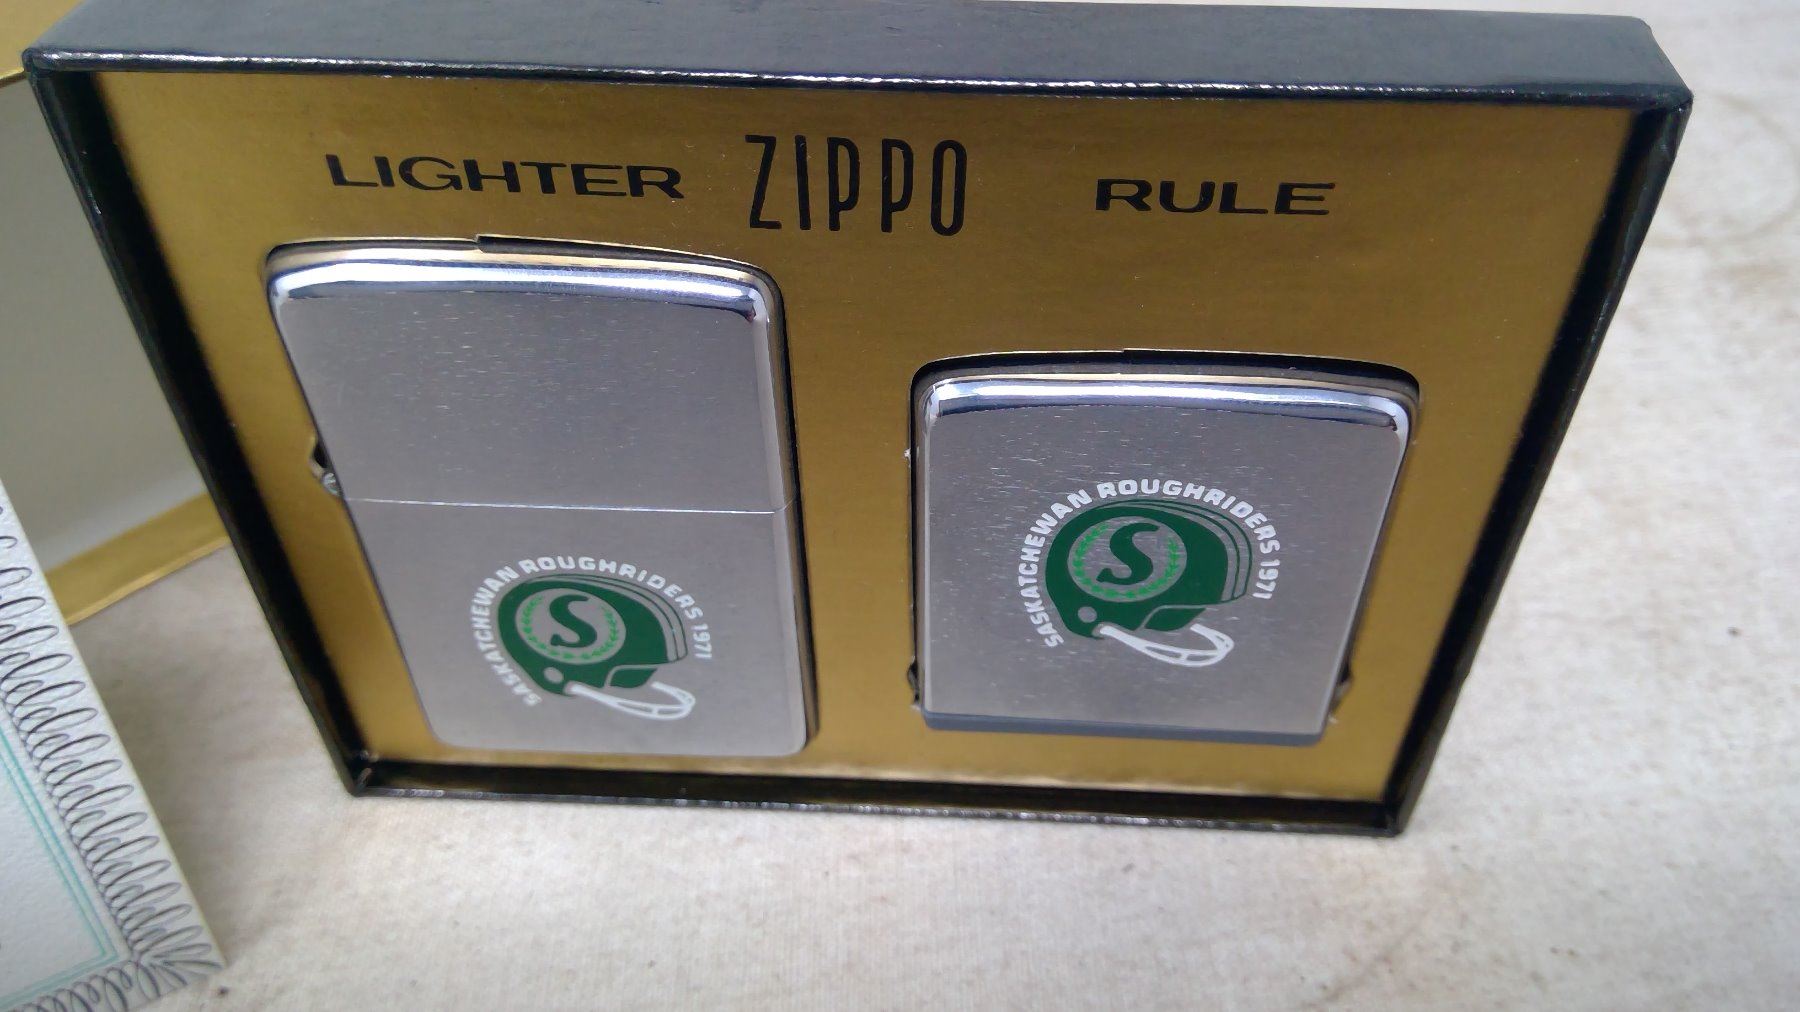 LIGHTER ZIPPO RULE
SASKATCHEWAN ROUGHRIDERS 1971
S
SASKATCHEWAN ROUGHRIDERS 1971
S